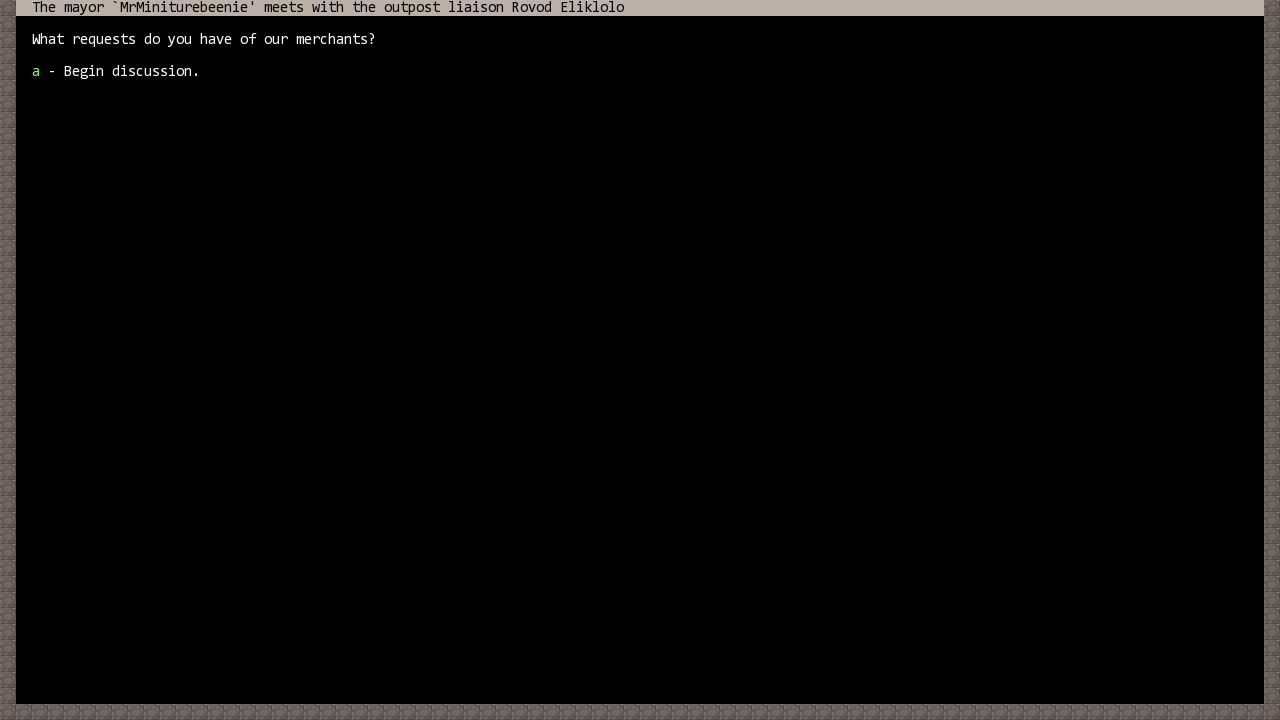 The mayor `MrMiniturebeenie' meets with the outpost liaison Rovod Eliklolo
What requests do you have of our merchants?
a - Begin discussion.